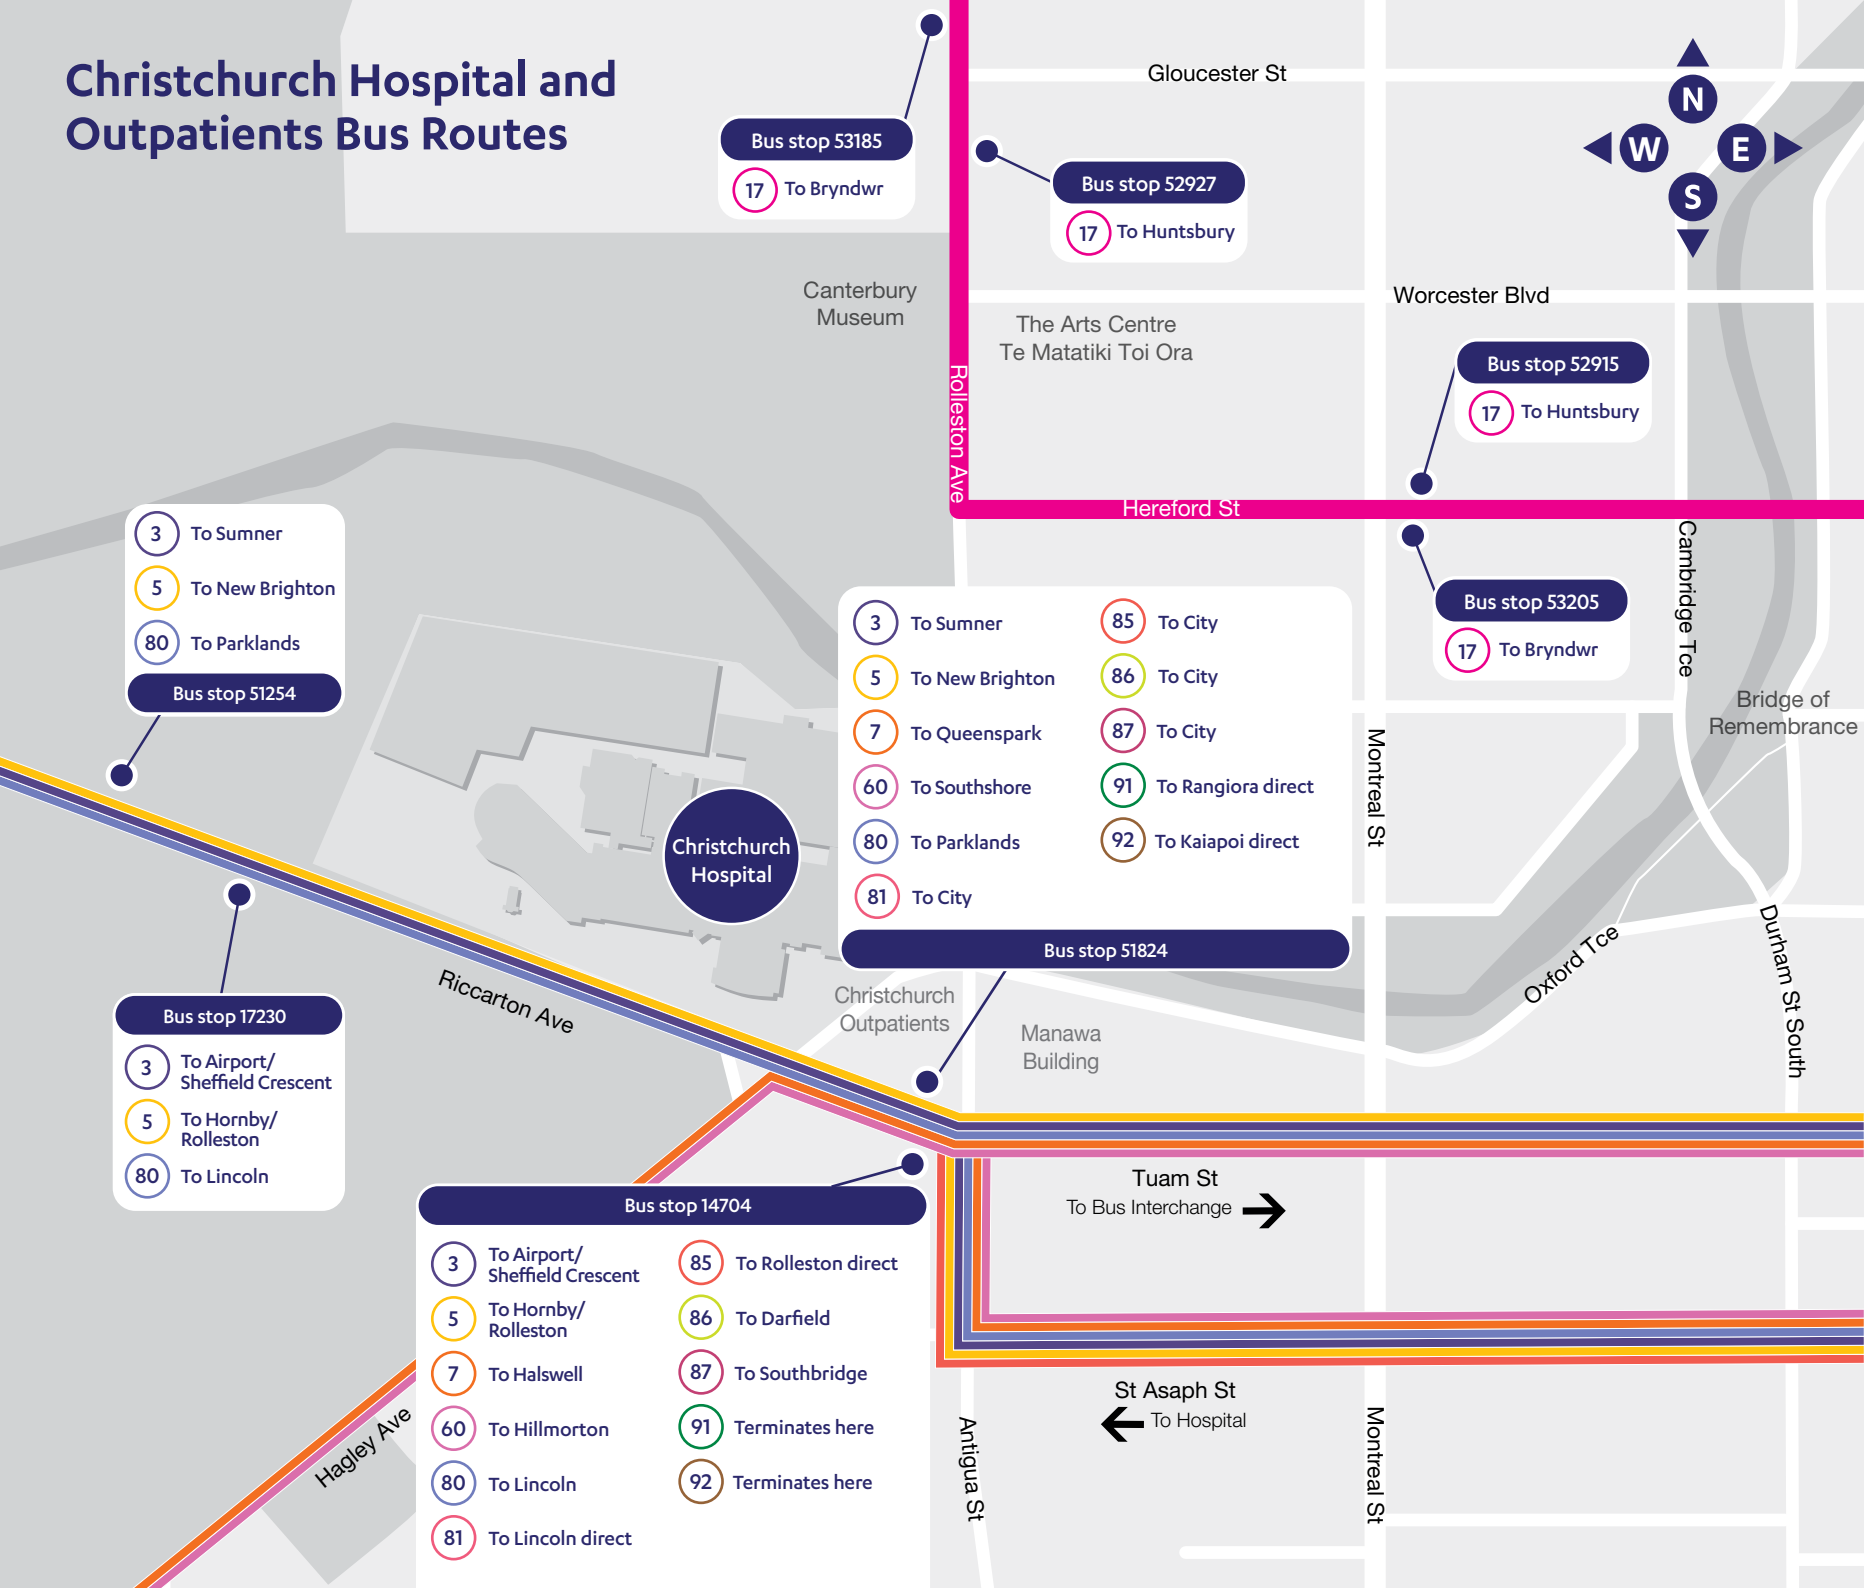 Christchurch Hospital and
Outpatients Bus Routes
Bus stop 53185
17 To Bryndwr
Gloucester St
Bus stop 52927
17 To Huntsbury
N
W E
S
Canterbury
Museum
The Arts Centre
Te Matatiki Toi Ora
Worcester Blvd
Bus stop 52915
17 To Huntsbury
Rolleston Ave
Hereford St
Bus stop 53205
17 To Bryndwr
Cambridge Tce
Bridge of
Remembrance
3 To Sumner
5 To New Brighton
80 To Parklands
Bus stop 51254
3 To Sumner
5 To New Brighton
7 To Queenspark
60 To Southshore
80 To Parklands
81 To City
85 To City
86 To City
87 To City
91 To Rangiora direct
92 To Kaiapoi direct
Bus stop 51824
Montreal St
Christchurch
Hospital
Oxford Tce
Durham St South
Riccarton Ave
Christchurch
Outpatients
Manawa
Building
Bus stop 17230
3 To Airport/
Sheffield Crescent
5 To Hornby/
Rolleston
80 To Lincoln
Tuam St
To Bus Interchange
Bus stop 14704
3 To Airport/
Sheffield Crescent
5 To Hornby/
Rolleston
7 To Halswell
60 To Hillmorton
80 To Lincoln
81 To Lincoln direct
85 To Rolleston direct
86 To Darfield
87 To Southbridge
91 Terminates here
92 Terminates here
St Asaph St
To Hospital
Hagley Ave
Antigua St
Montreal St